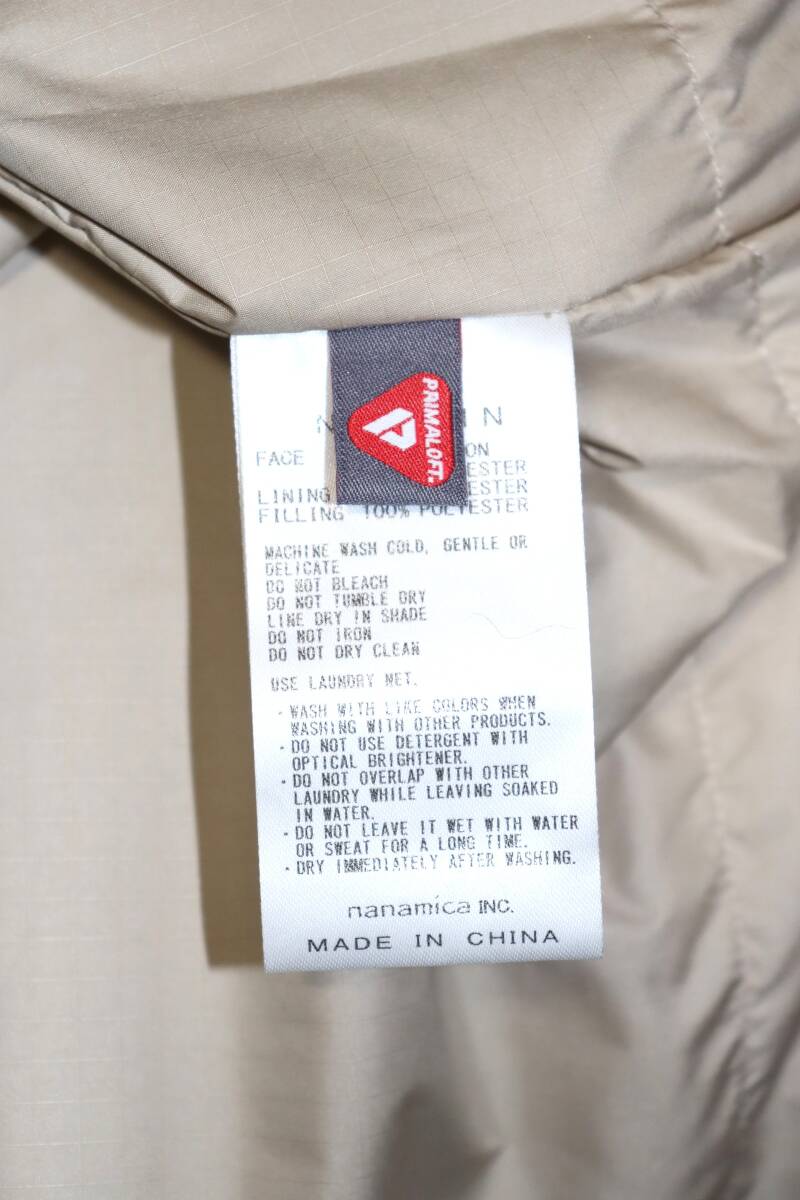 PRIMALOFT.
N IN
FACE ON
ESTER
LINING ESTER
FILLING 100% POLYESTER
MACHINE WASH COLD, GENTLE OR
DELICATE
DO NOT BLEACH
DO NOT TUMBLE DRY
LINE DRY IN SHADE
DO NOT IRON
DO NOT DRY CLEAN
USE LAUNDRY NET.
· WASH WITH LIKE COLORS WHEN
WASHING WITH OTHER PRODUCTS.
· DO NOT USE DETERGENT WITH
OPTICAL BRIGHTENER.
· DO NOT OVERLAP WITH OTHER
LAUNDRY WHILE LEAVING SOAKED
IN WATER.
· DO NOT LEAVE IT WET WITH WATER
OR SWEAT FOR A LONG TIME.
· DRY IMMEDIATELY AFTER WASHING.
nanamica INC.
MADE IN CHINA